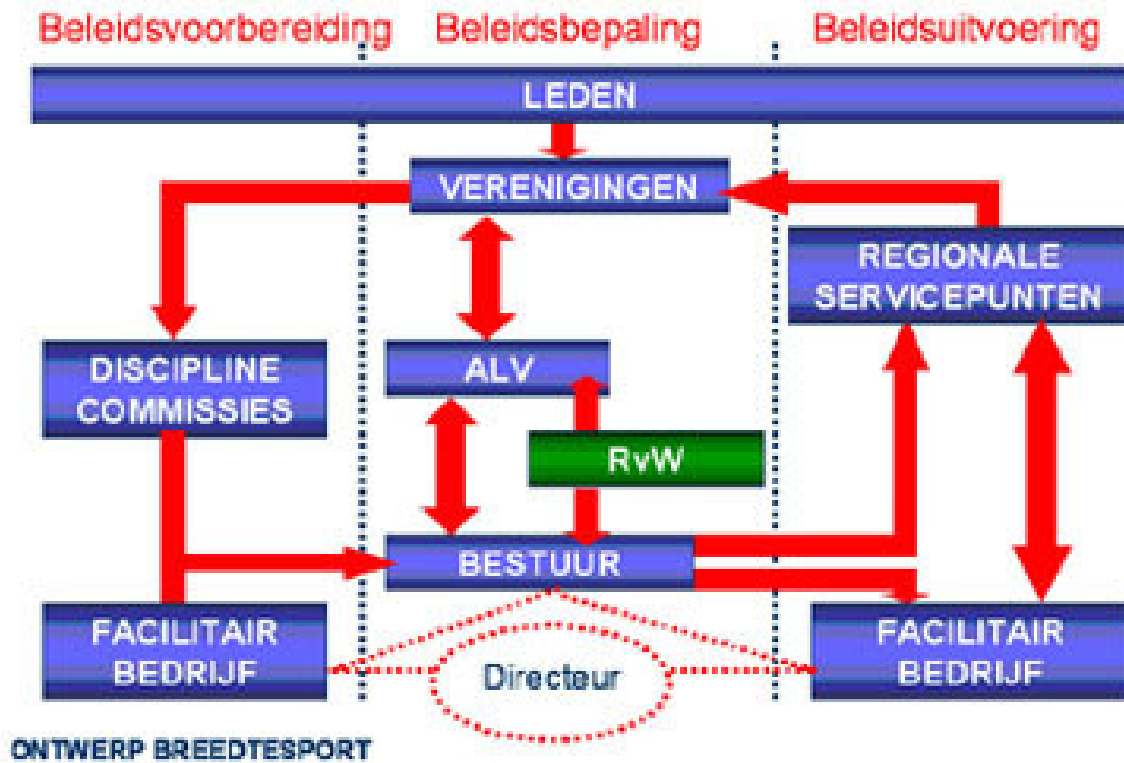 Beleidsvoorbereiding Beleidsbepaling Beleidsuitvoering
LEDEN
VERENIGINGEN
REGIONALE
SERVICEPUNTEN
DISCIPLINE
COMMISSIES
ALV
RvW
BESTUUR
FACILITAIR
BEDRIJF
Directeur
FACILITAIR
BEDRIJF
ONTWERP BREEDTESPORT